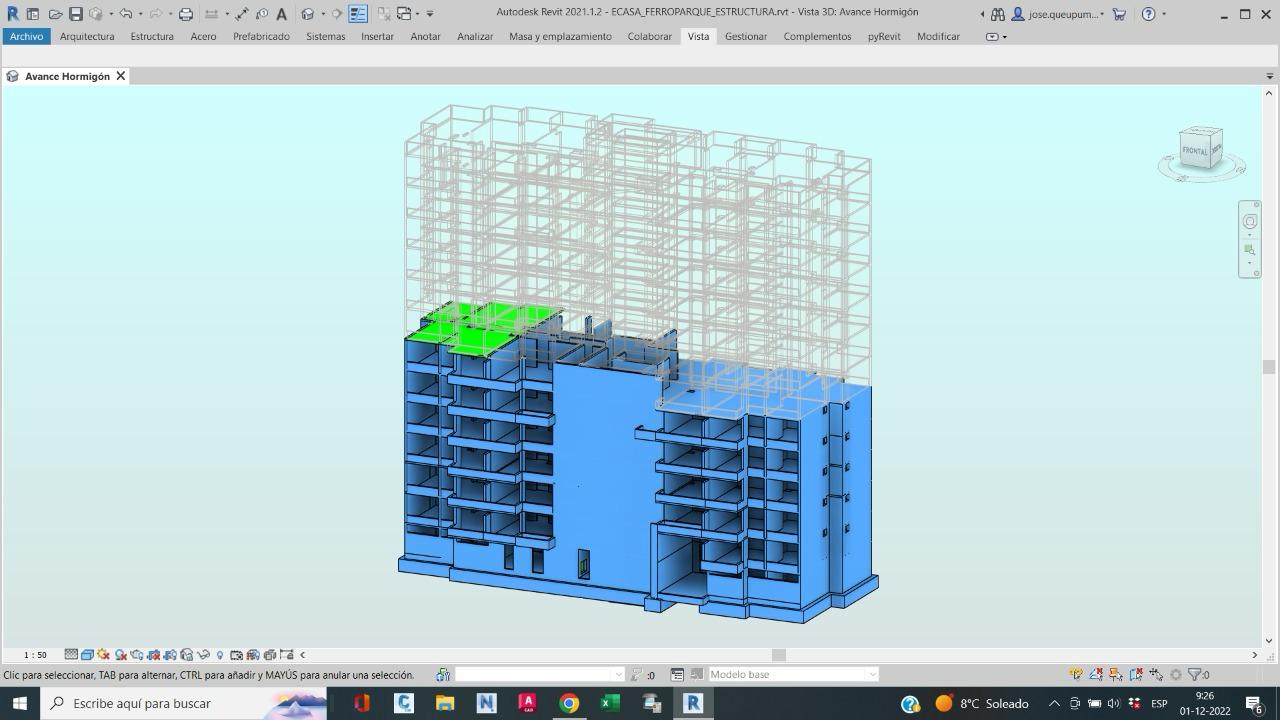 Autodesk Revit 2021.1.2 - ECASA_FERROPARQUE_ESTRUCTURA.rvt - Vista 3D: Avance Hormigón
jose.queupum...
Archivo Arquitectura Estructura Acero Prefabricado Sistemas Insertar Anotar Analizar Masa y emplazamiento Colaborar Vista Gestionar Complementos pyRevit Modificar
Avance Hormigón
FRONTAL
1 : 50
Clic para seleccionar, TAB para alternar, CTRL para añadir y MAYÚS para anular una selección.
:0
Modelo base
:0
Escribe aquí para buscar
8°C Soleado
ESP
9:26
01-12-2022
6